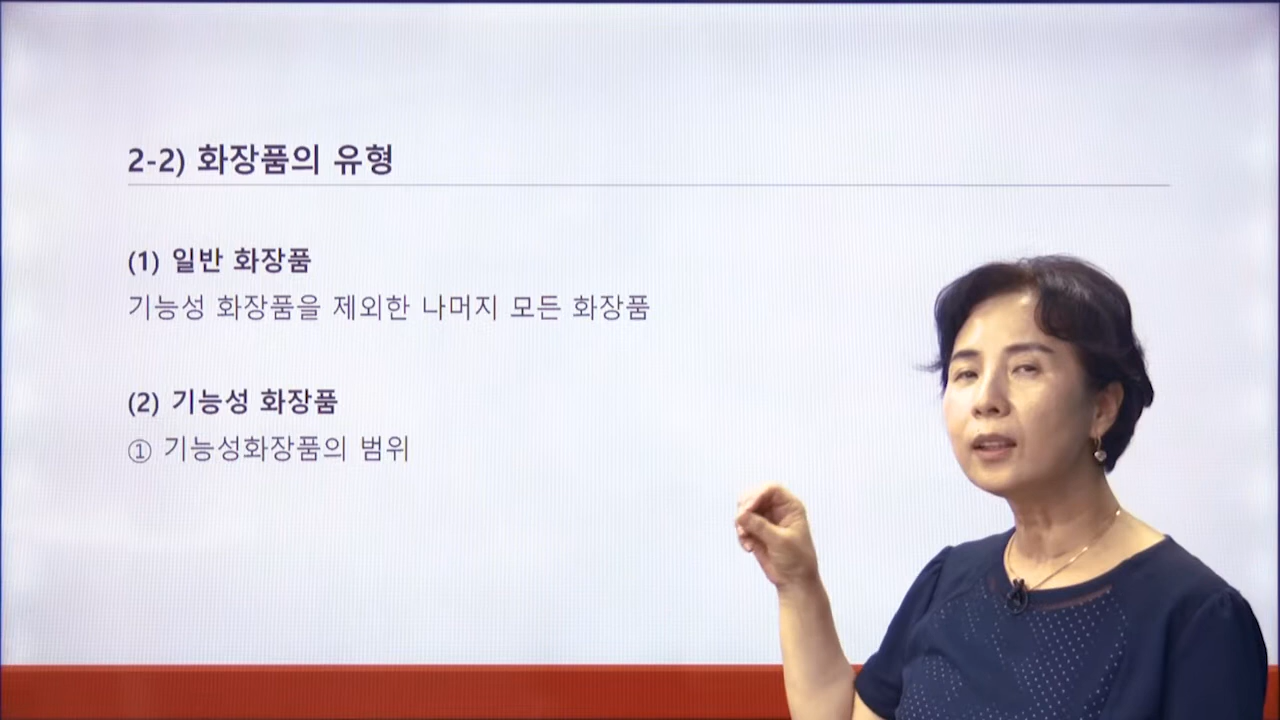 2-2) 화장품의 유형
(1) 일반 화장품
기능성 화장품을 제외한 나머지 모든 화장품
(2) 기능성 화장품
① 기능성화장품의 범위